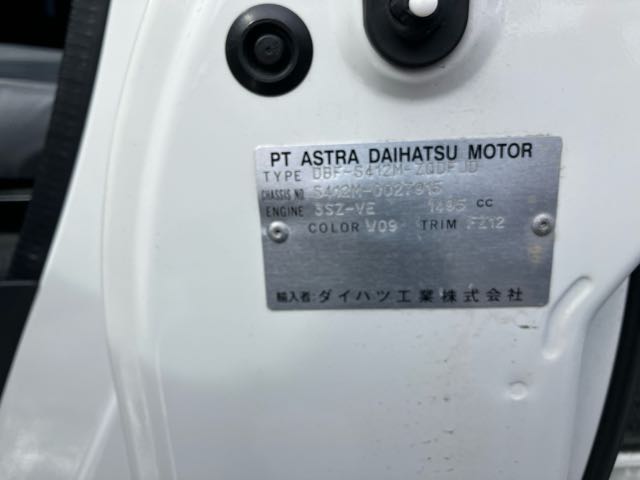 PT ASTRA DAIHATSU MOTOR
TYPE DBF-S412M-ZQDFJD
CHASSIS NO. S412M-0027915
ENGINE 3SZ-VE 1495 CC
COLOR W09 TRIM FZ12
輸入者:ダイハツ工業株式会社